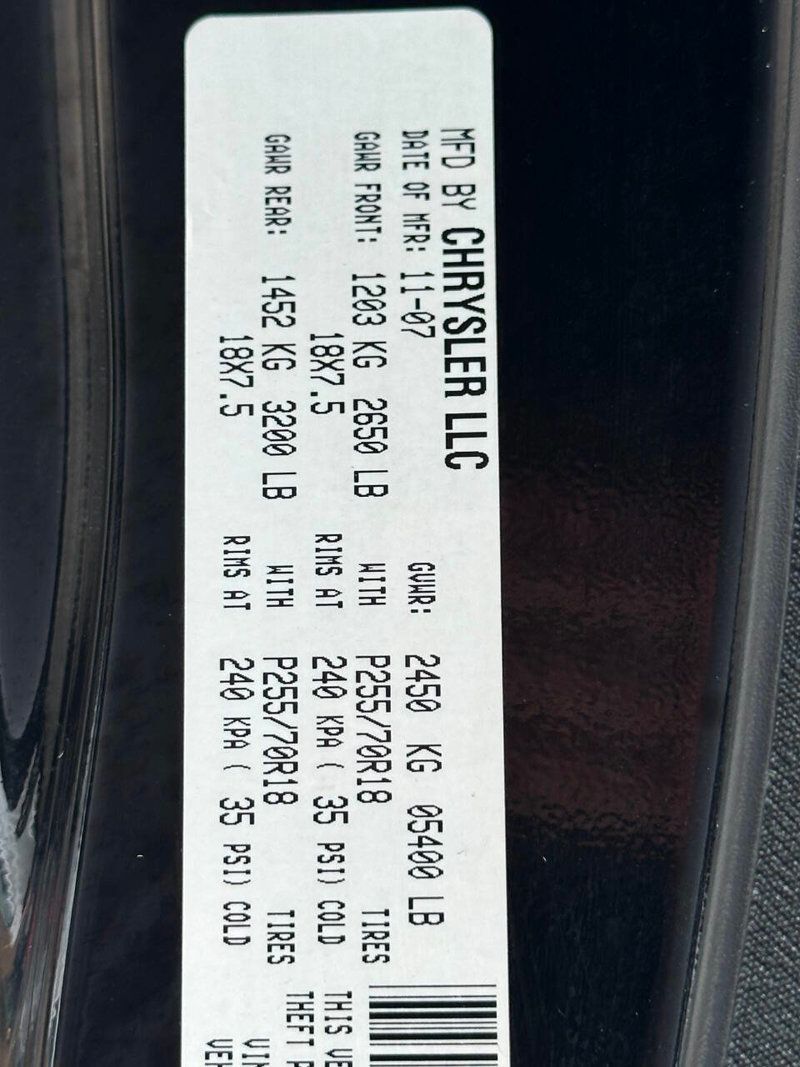 MFD BY CHRYSLER LLC
DATE OF MFR: 11-07 GVWR: 2450 KG 05400 LB
GAWR FRONT: 1203 KG 2650 LB WITH P255/70R18 TIRES
18X7.5 RIMS AT 240 KPA ( 35 PSI) COLD
GAWR REAR: 1452 KG 3200 LB WITH P255/70R18 TIRES
18X7.5 RIMS AT 240 KPA ( 35 PSI) COLD
THIS VE
THEFT P
VIN
VEH